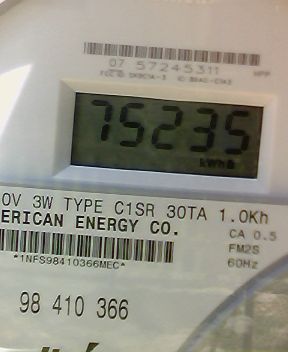 07 57245311
75235
kWh
0V 3W TYPE C1SR 30TA 1.0Kh
ERICAN ENERGY CO.
CA 0.5
FM2S
60Hz
*1NFS98410366MEC*
98 410 366